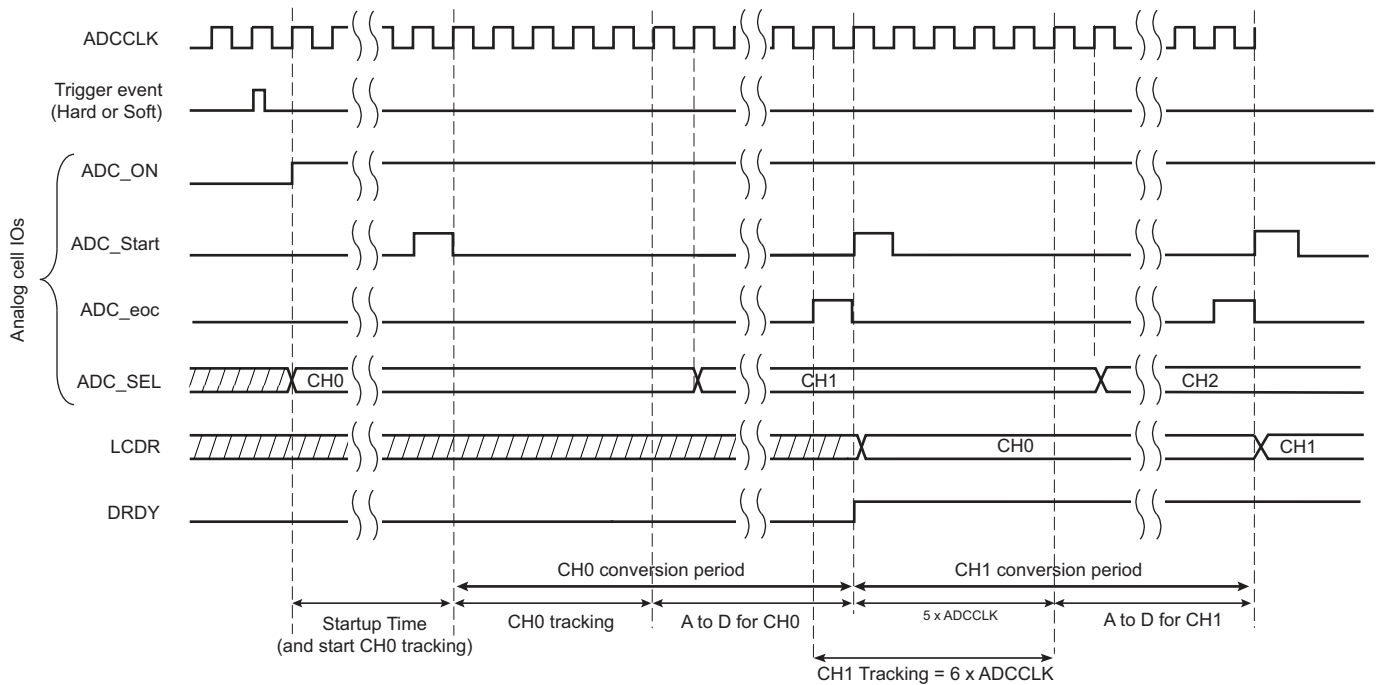 ADCCLK
Trigger event
(Hard or Soft)
Analog cell IOs
ADC_ON
ADC_Start
ADC_eoc
ADC_SEL
CH0
CH1
CH2
LCDR
CH0
CH1
DRDY
CH0 conversion period
CH1 conversion period
Startup Time
(and start CH0 tracking)
CH0 tracking
A to D for CH0
5 x ADCCLK
A to D for CH1
CH1 Tracking = 6 x ADCCLK